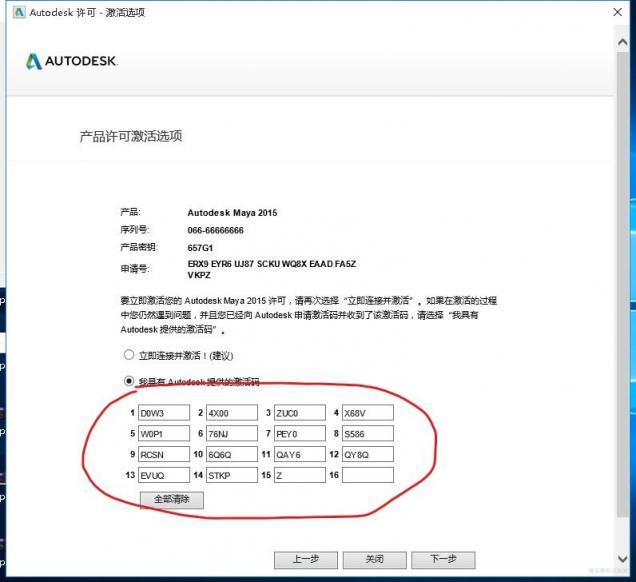 Autodesk 许可 - 激活选项
AUTODESK.
产品许可激活选项
产品: Autodesk Maya 2015
序列号: 066-66666666
产品密钥: 657G1
申请号: ERX9 EYR6 UJ87 SCKU WQ8X EAAD FA5Z
VKPZ
要立即激活您的 Autodesk Maya 2015 许可，请再次选择“立即连接并激活”。如果在激活的过程
中您仍然遇到问题，并且您已经向 Autodesk 申请激活码并收到了该激活码，请选择“我具有
Autodesk 提供的激活码”。
立即连接并激活！(建议)
我具有 Autodesk 提供的激活码
1 D0W3 2 4X00 3 ZUC0 4 X68V
5 W0P1 6 76NJ 7 PEY0 8 S586
9 RCSN 10 6Q6Q 11 QAY6 12 QY8Q
13 EVUQ 14 STKP 15 Z 16
全部清除
上一步 关闭 下一步